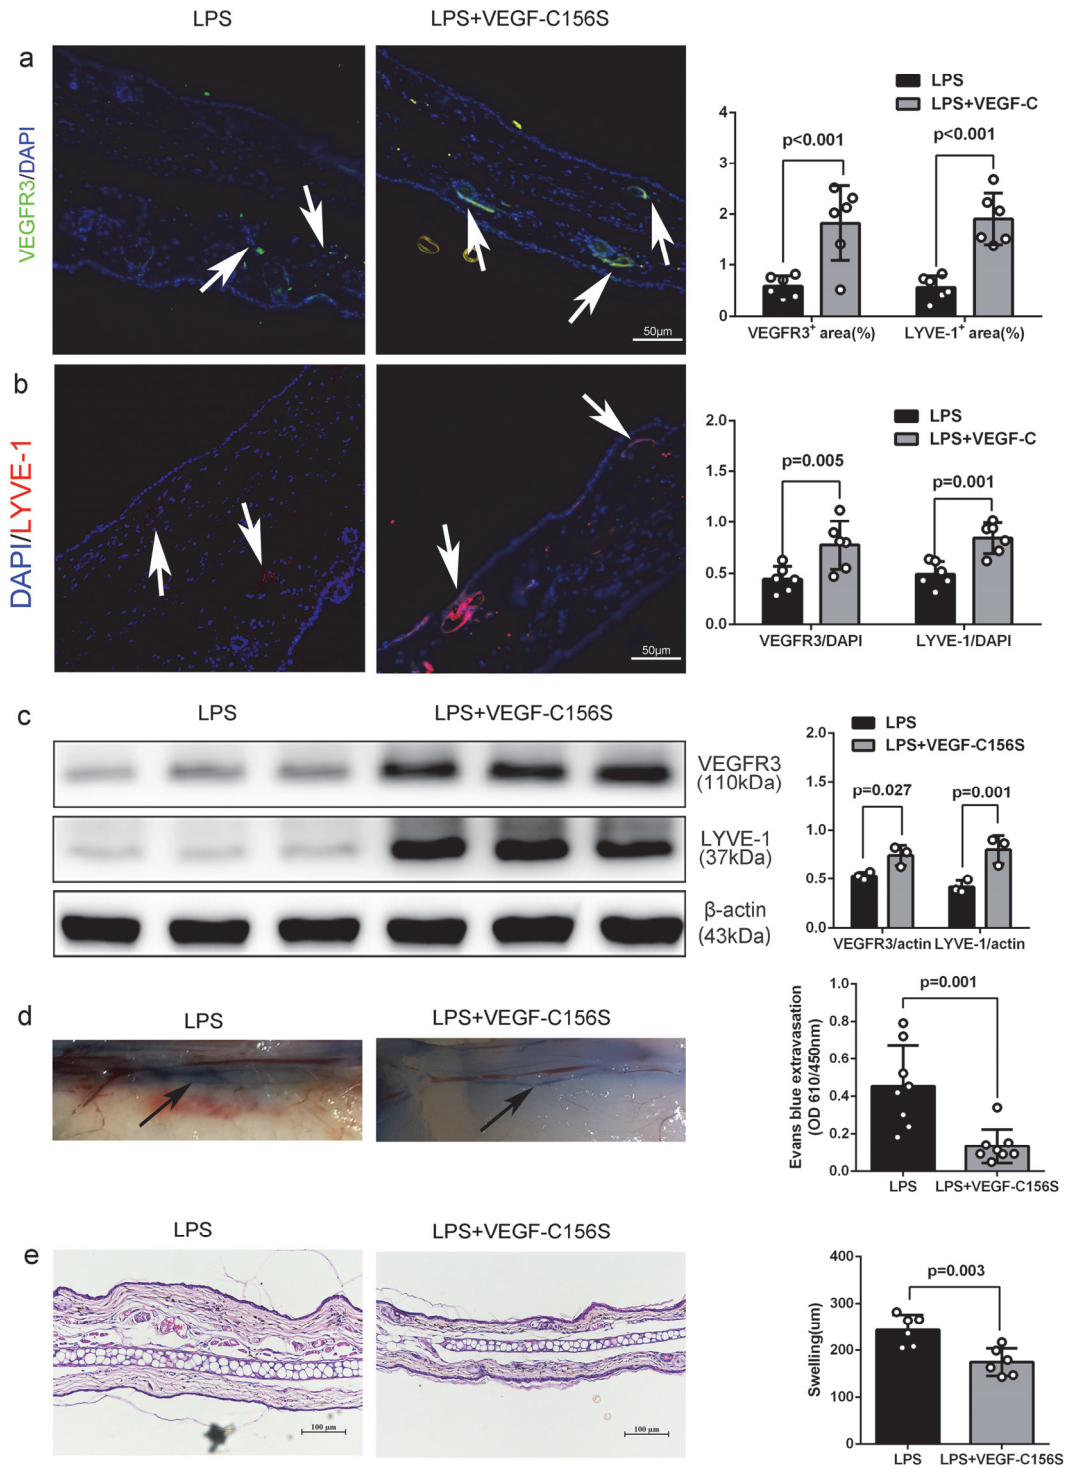 LPS
LPS+VEGF-C156S
a
VEGFR3/DAPI
50μm
LPS
LPS+VEGF-C
4
3
2
1
0
p<0.001
p<0.001
VEGFR3+ area(%)
LYVE-1+ area(%)
b
DAPI/LYVE-1
50μm
LPS
LPS+VEGF-C
2.0
1.5
1.0
0.5
0.0
p=0.005
p=0.001
VEGFR3/DAPI
LYVE-1/DAPI
c
LPS
LPS+VEGF-C156S
VEGFR3
(110kDa)
LYVE-1
(37kDa)
β-actin
(43kDa)
LPS
LPS+VEGF-C156S
2.0
1.5
1.0
0.5
0.0
p=0.027
p=0.001
VEGFR3/actin
LYVE-1/actin
d
LPS
LPS+VEGF-C156S
Evans blue extravasation
(OD 610/450nm)
1.0
0.8
0.6
0.4
0.2
0.0
p=0.001
LPS
LPS+VEGF-C156S
e
LPS
LPS+VEGF-C156S
100 μm
100 μm
Swelling(um)
400
300
200
100
0
p=0.003
LPS
LPS+VEGF-C156S